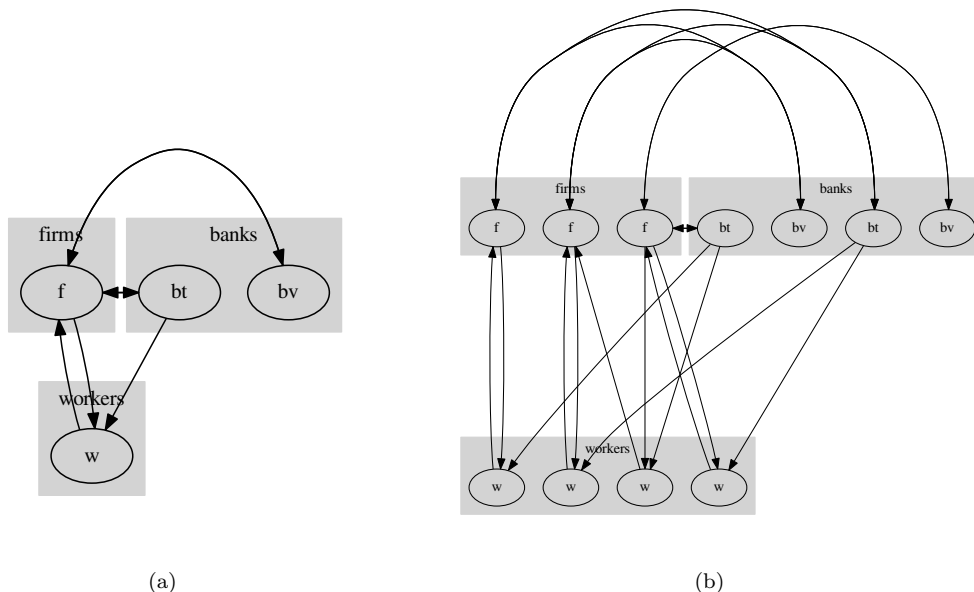 firms banks
f bt bv
workers
w
(a)
firms banks
f f f bt bv bt bv
workers
w w w w
(b)